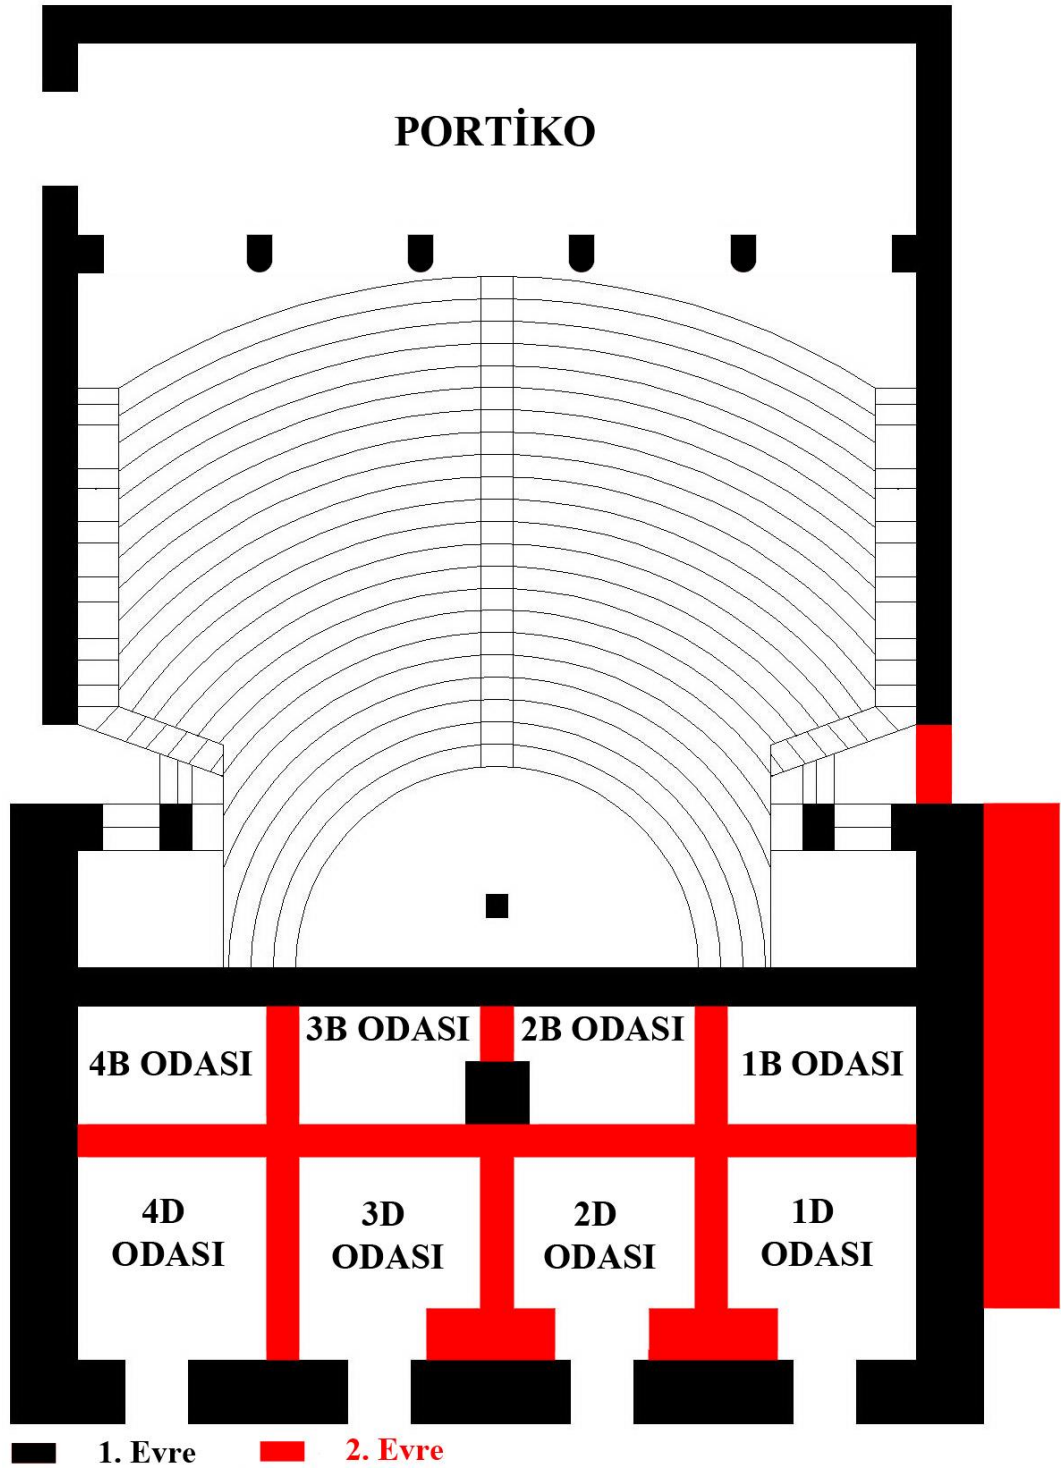 PORTİKO
3B ODASI
2B ODASI
4B ODASI
1B ODASI
4D
ODASI
3D
ODASI
2D
ODASI
1D
ODASI
1. Evre
2. Evre